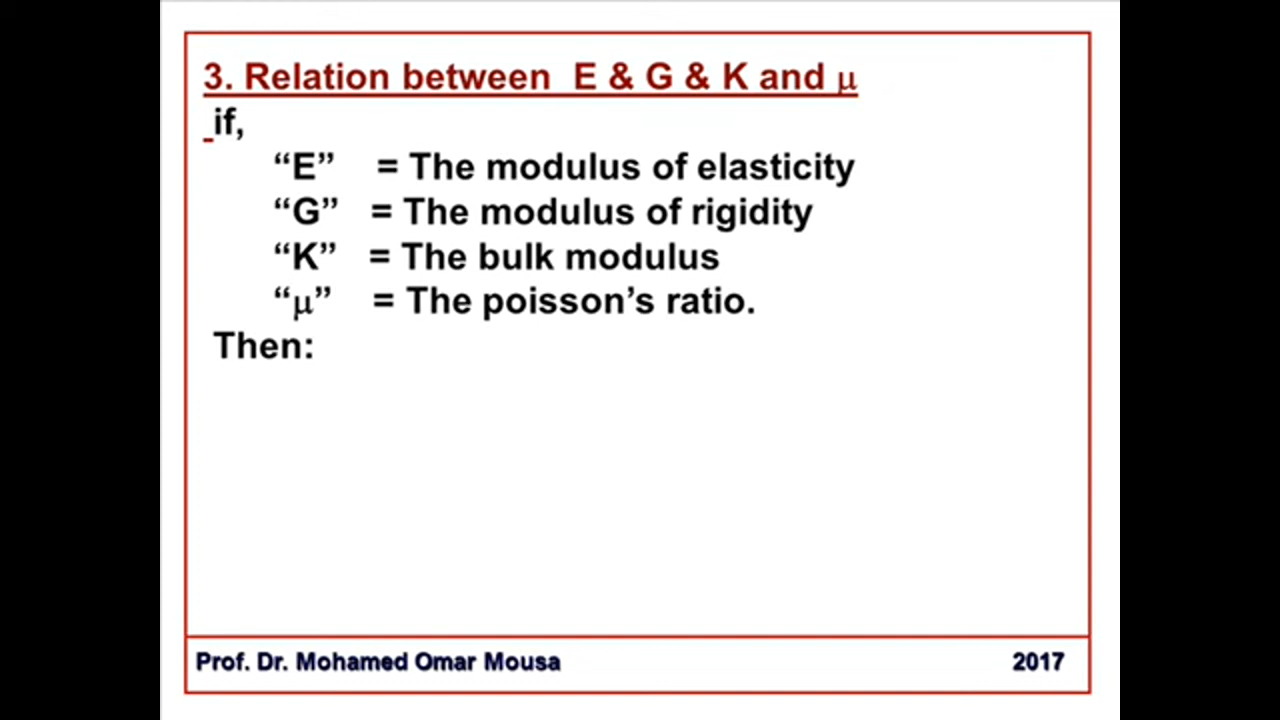 3. Relation between E & G & K and μ
if,
“E” = The modulus of elasticity
“G” = The modulus of rigidity
“K” = The bulk modulus
“μ” = The poisson’s ratio.
Then:
Prof. Dr. Mohamed Omar Mousa 2017